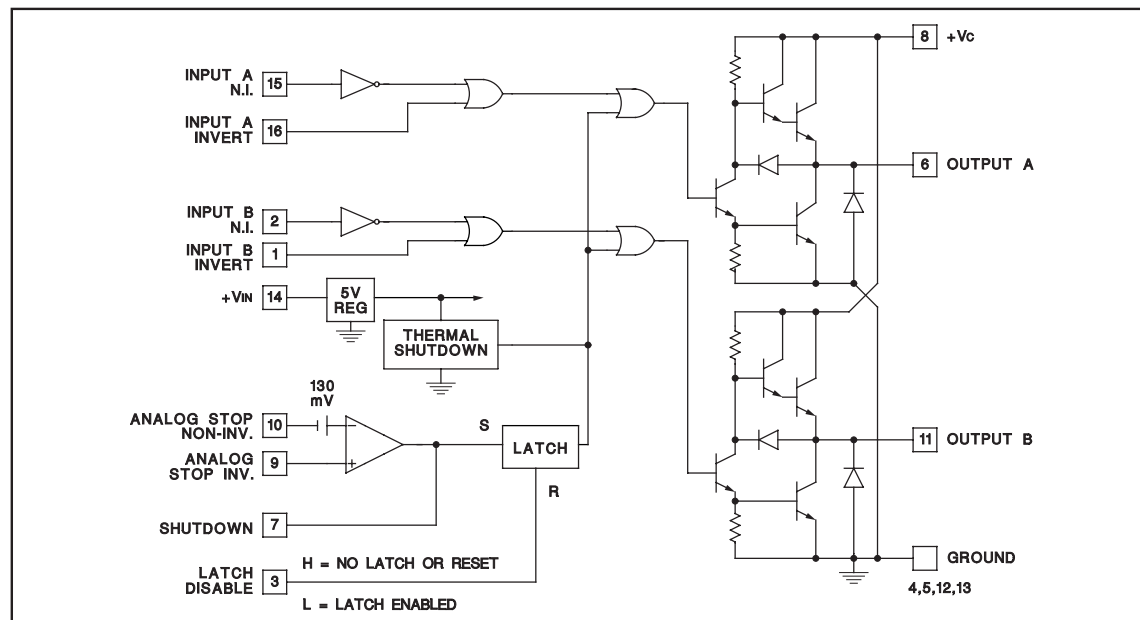 INPUT A
N.I.
15
INPUT A
INVERT
16
INPUT B
N.I.
2
INPUT B
INVERT
1
+VIN
14
5V
REG
THERMAL
SHUTDOWN
130
mV
ANALOG STOP
NON-INV.
10
−
ANALOG
STOP INV.
9
+
S
LATCH
R
SHUTDOWN
7
LATCH
DISABLE
3
H = NO LATCH OR RESET
L = LATCH ENABLED
8
+VC
6
OUTPUT A
11
OUTPUT B
GROUND
4,5,12,13